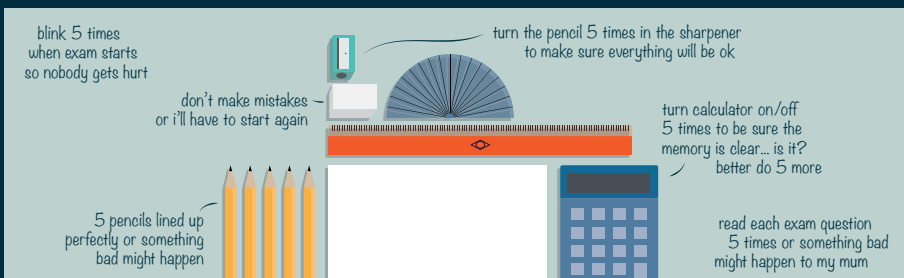 blink 5 times
when exam starts
so nobody gets hurt
turn the pencil 5 times in the sharpener
to make sure everything will be ok
don't make mistakes
or i'll have to start again
turn calculator on/off
5 times to be sure the
memory is clear... is it?
better do 5 more
5 pencils lined up
perfectly or something
bad might happen
read each exam question
5 times or something bad
might happen to my mum